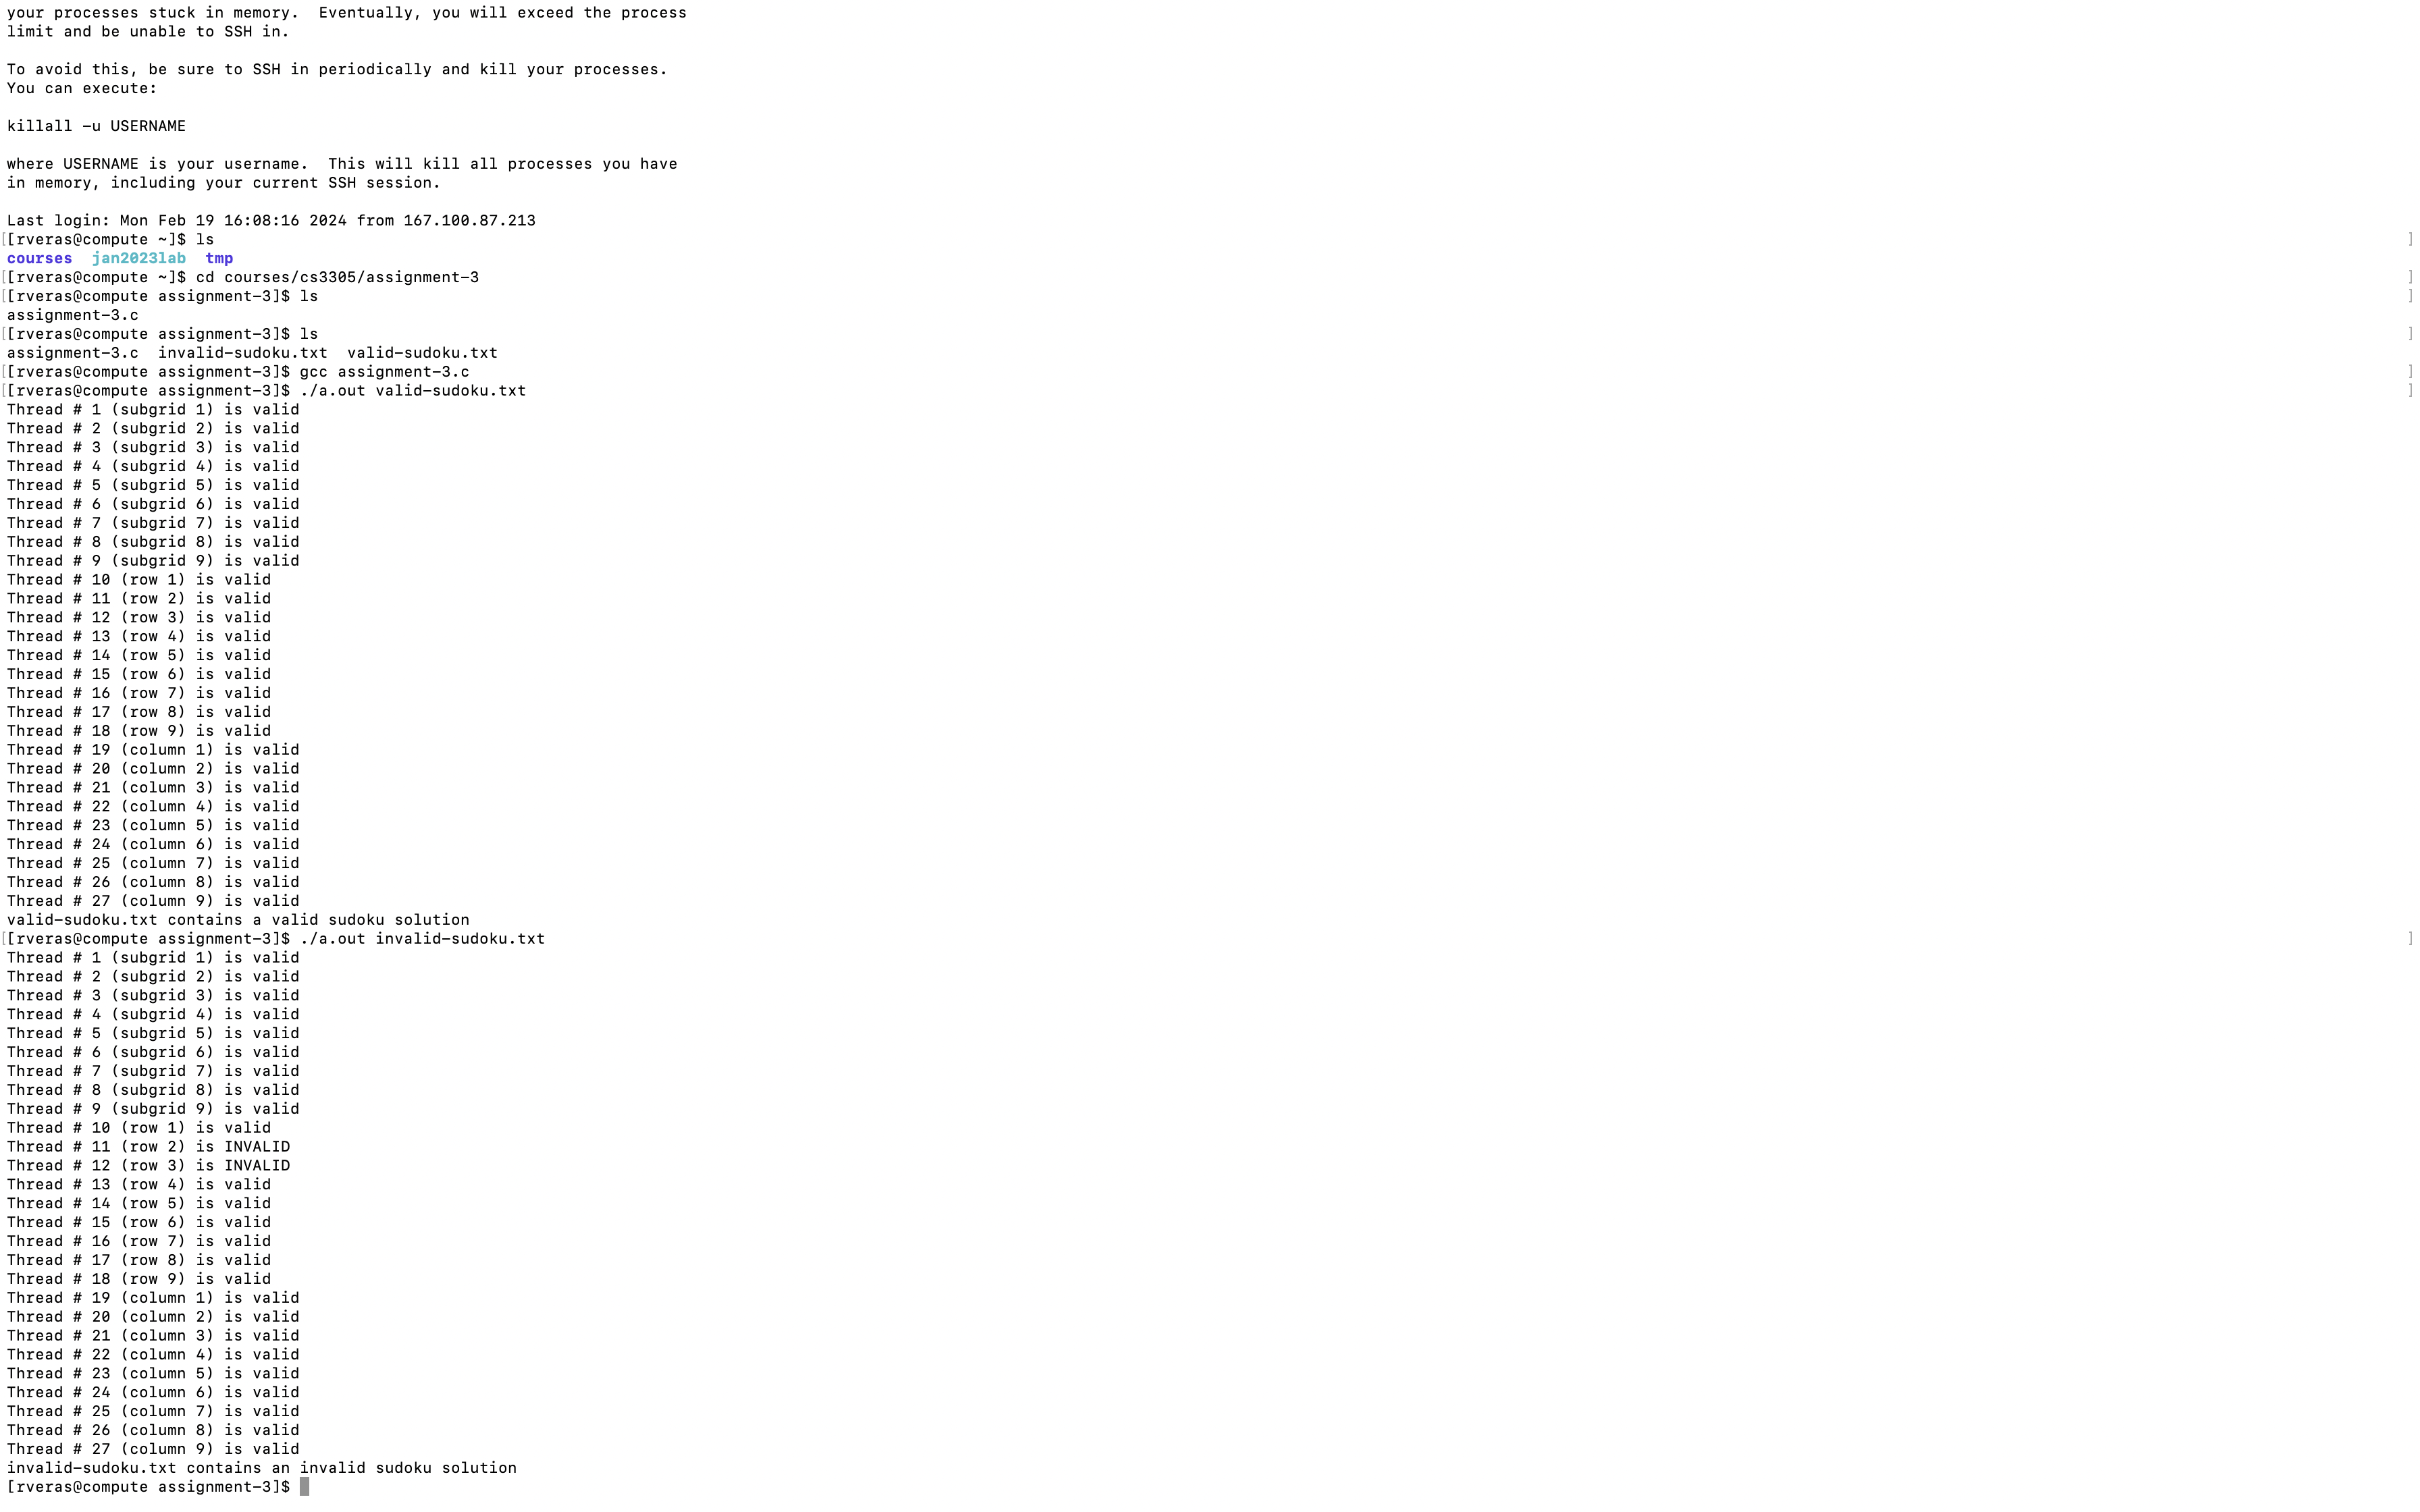 your processes stuck in memory.  Eventually, you will exceed the process
limit and be unable to SSH in.
To avoid this, be sure to SSH in periodically and kill your processes.
You can execute:
killall -u USERNAME
where USERNAME is your username.  This will kill all processes you have
in memory, including your current SSH session.
Last login: Mon Feb 19 16:08:16 2024 from 167.100.87.213
[[rveras@compute ~]$ ls ]
courses  jan2023lab  tmp
[[rveras@compute ~]$ cd courses/cs3305/assignment-3 ]
[[rveras@compute assignment-3]$ ls ]
assignment-3.c
[[rveras@compute assignment-3]$ ls ]
assignment-3.c  invalid-sudoku.txt  valid-sudoku.txt
[[rveras@compute assignment-3]$ gcc assignment-3.c ]
[[rveras@compute assignment-3]$ ./a.out valid-sudoku.txt ]
Thread # 1 (subgrid 1) is valid
Thread # 2 (subgrid 2) is valid
Thread # 3 (subgrid 3) is valid
Thread # 4 (subgrid 4) is valid
Thread # 5 (subgrid 5) is valid
Thread # 6 (subgrid 6) is valid
Thread # 7 (subgrid 7) is valid
Thread # 8 (subgrid 8) is valid
Thread # 9 (subgrid 9) is valid
Thread # 10 (row 1) is valid
Thread # 11 (row 2) is valid
Thread # 12 (row 3) is valid
Thread # 13 (row 4) is valid
Thread # 14 (row 5) is valid
Thread # 15 (row 6) is valid
Thread # 16 (row 7) is valid
Thread # 17 (row 8) is valid
Thread # 18 (row 9) is valid
Thread # 19 (column 1) is valid
Thread # 20 (column 2) is valid
Thread # 21 (column 3) is valid
Thread # 22 (column 4) is valid
Thread # 23 (column 5) is valid
Thread # 24 (column 6) is valid
Thread # 25 (column 7) is valid
Thread # 26 (column 8) is valid
Thread # 27 (column 9) is valid
valid-sudoku.txt contains a valid sudoku solution
[[rveras@compute assignment-3]$ ./a.out invalid-sudoku.txt ]
Thread # 1 (subgrid 1) is valid
Thread # 2 (subgrid 2) is valid
Thread # 3 (subgrid 3) is valid
Thread # 4 (subgrid 4) is valid
Thread # 5 (subgrid 5) is valid
Thread # 6 (subgrid 6) is valid
Thread # 7 (subgrid 7) is valid
Thread # 8 (subgrid 8) is valid
Thread # 9 (subgrid 9) is valid
Thread # 10 (row 1) is valid
Thread # 11 (row 2) is INVALID
Thread # 12 (row 3) is INVALID
Thread # 13 (row 4) is valid
Thread # 14 (row 5) is valid
Thread # 15 (row 6) is valid
Thread # 16 (row 7) is valid
Thread # 17 (row 8) is valid
Thread # 18 (row 9) is valid
Thread # 19 (column 1) is valid
Thread # 20 (column 2) is valid
Thread # 21 (column 3) is valid
Thread # 22 (column 4) is valid
Thread # 23 (column 5) is valid
Thread # 24 (column 6) is valid
Thread # 25 (column 7) is valid
Thread # 26 (column 8) is valid
Thread # 27 (column 9) is valid
invalid-sudoku.txt contains an invalid sudoku solution
[rveras@compute assignment-3]$